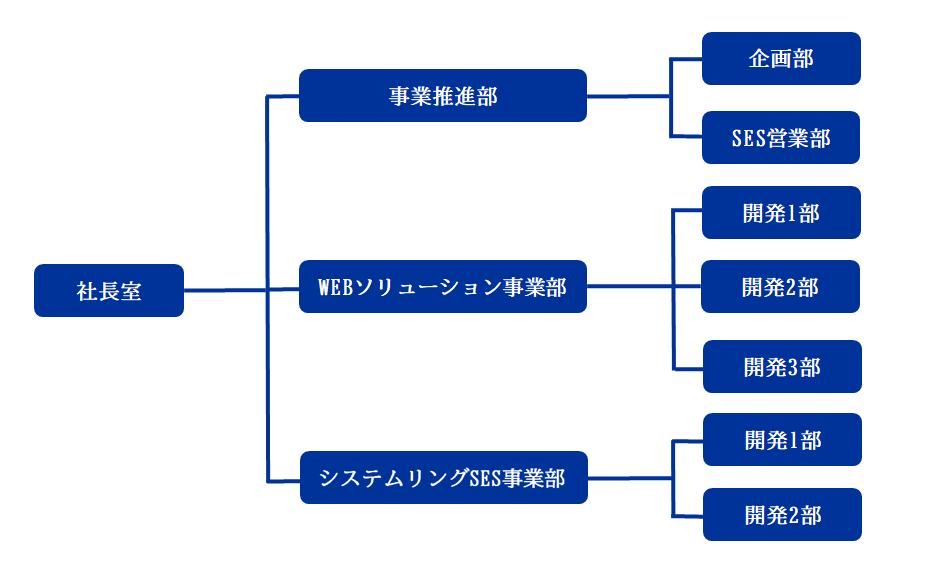 社長室
事業推進部
企画部
SES営業部
WEBソリューション事業部
開発1部
開発2部
開発3部
システムリングSES事業部
開発1部
開発2部